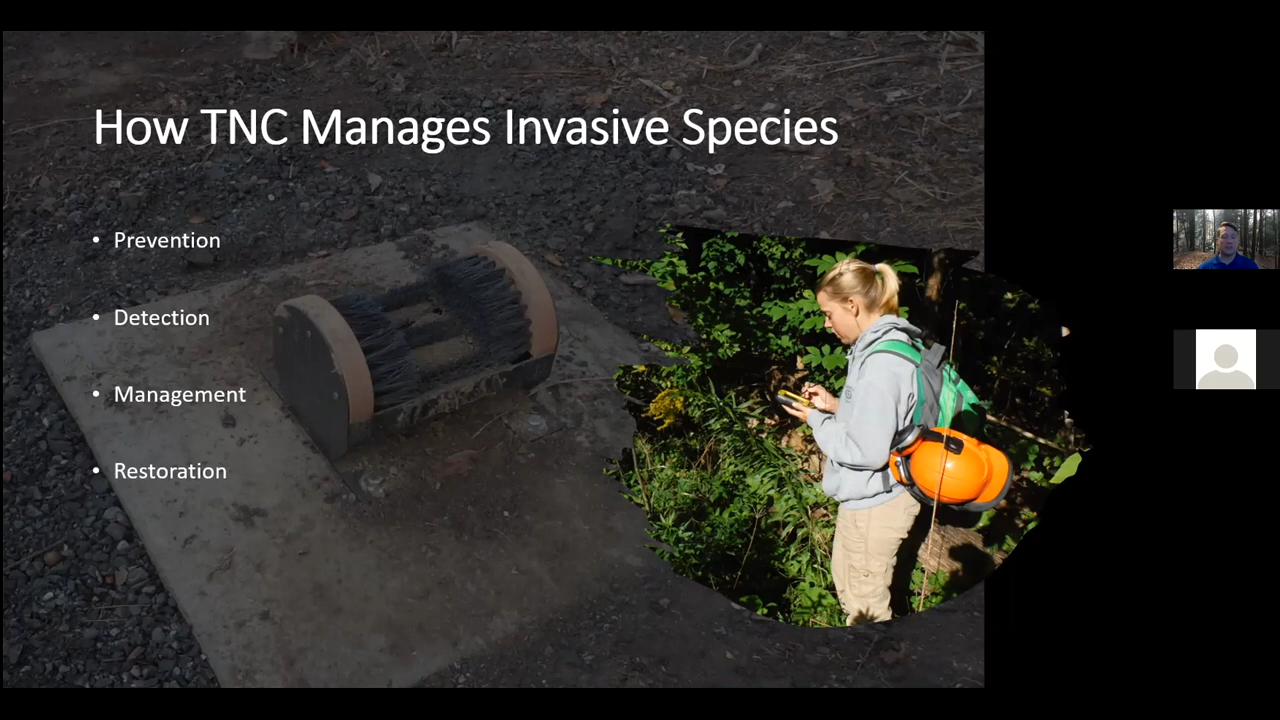 How TNC Manages Invasive Species
• Prevention
• Detection
• Management
• Restoration